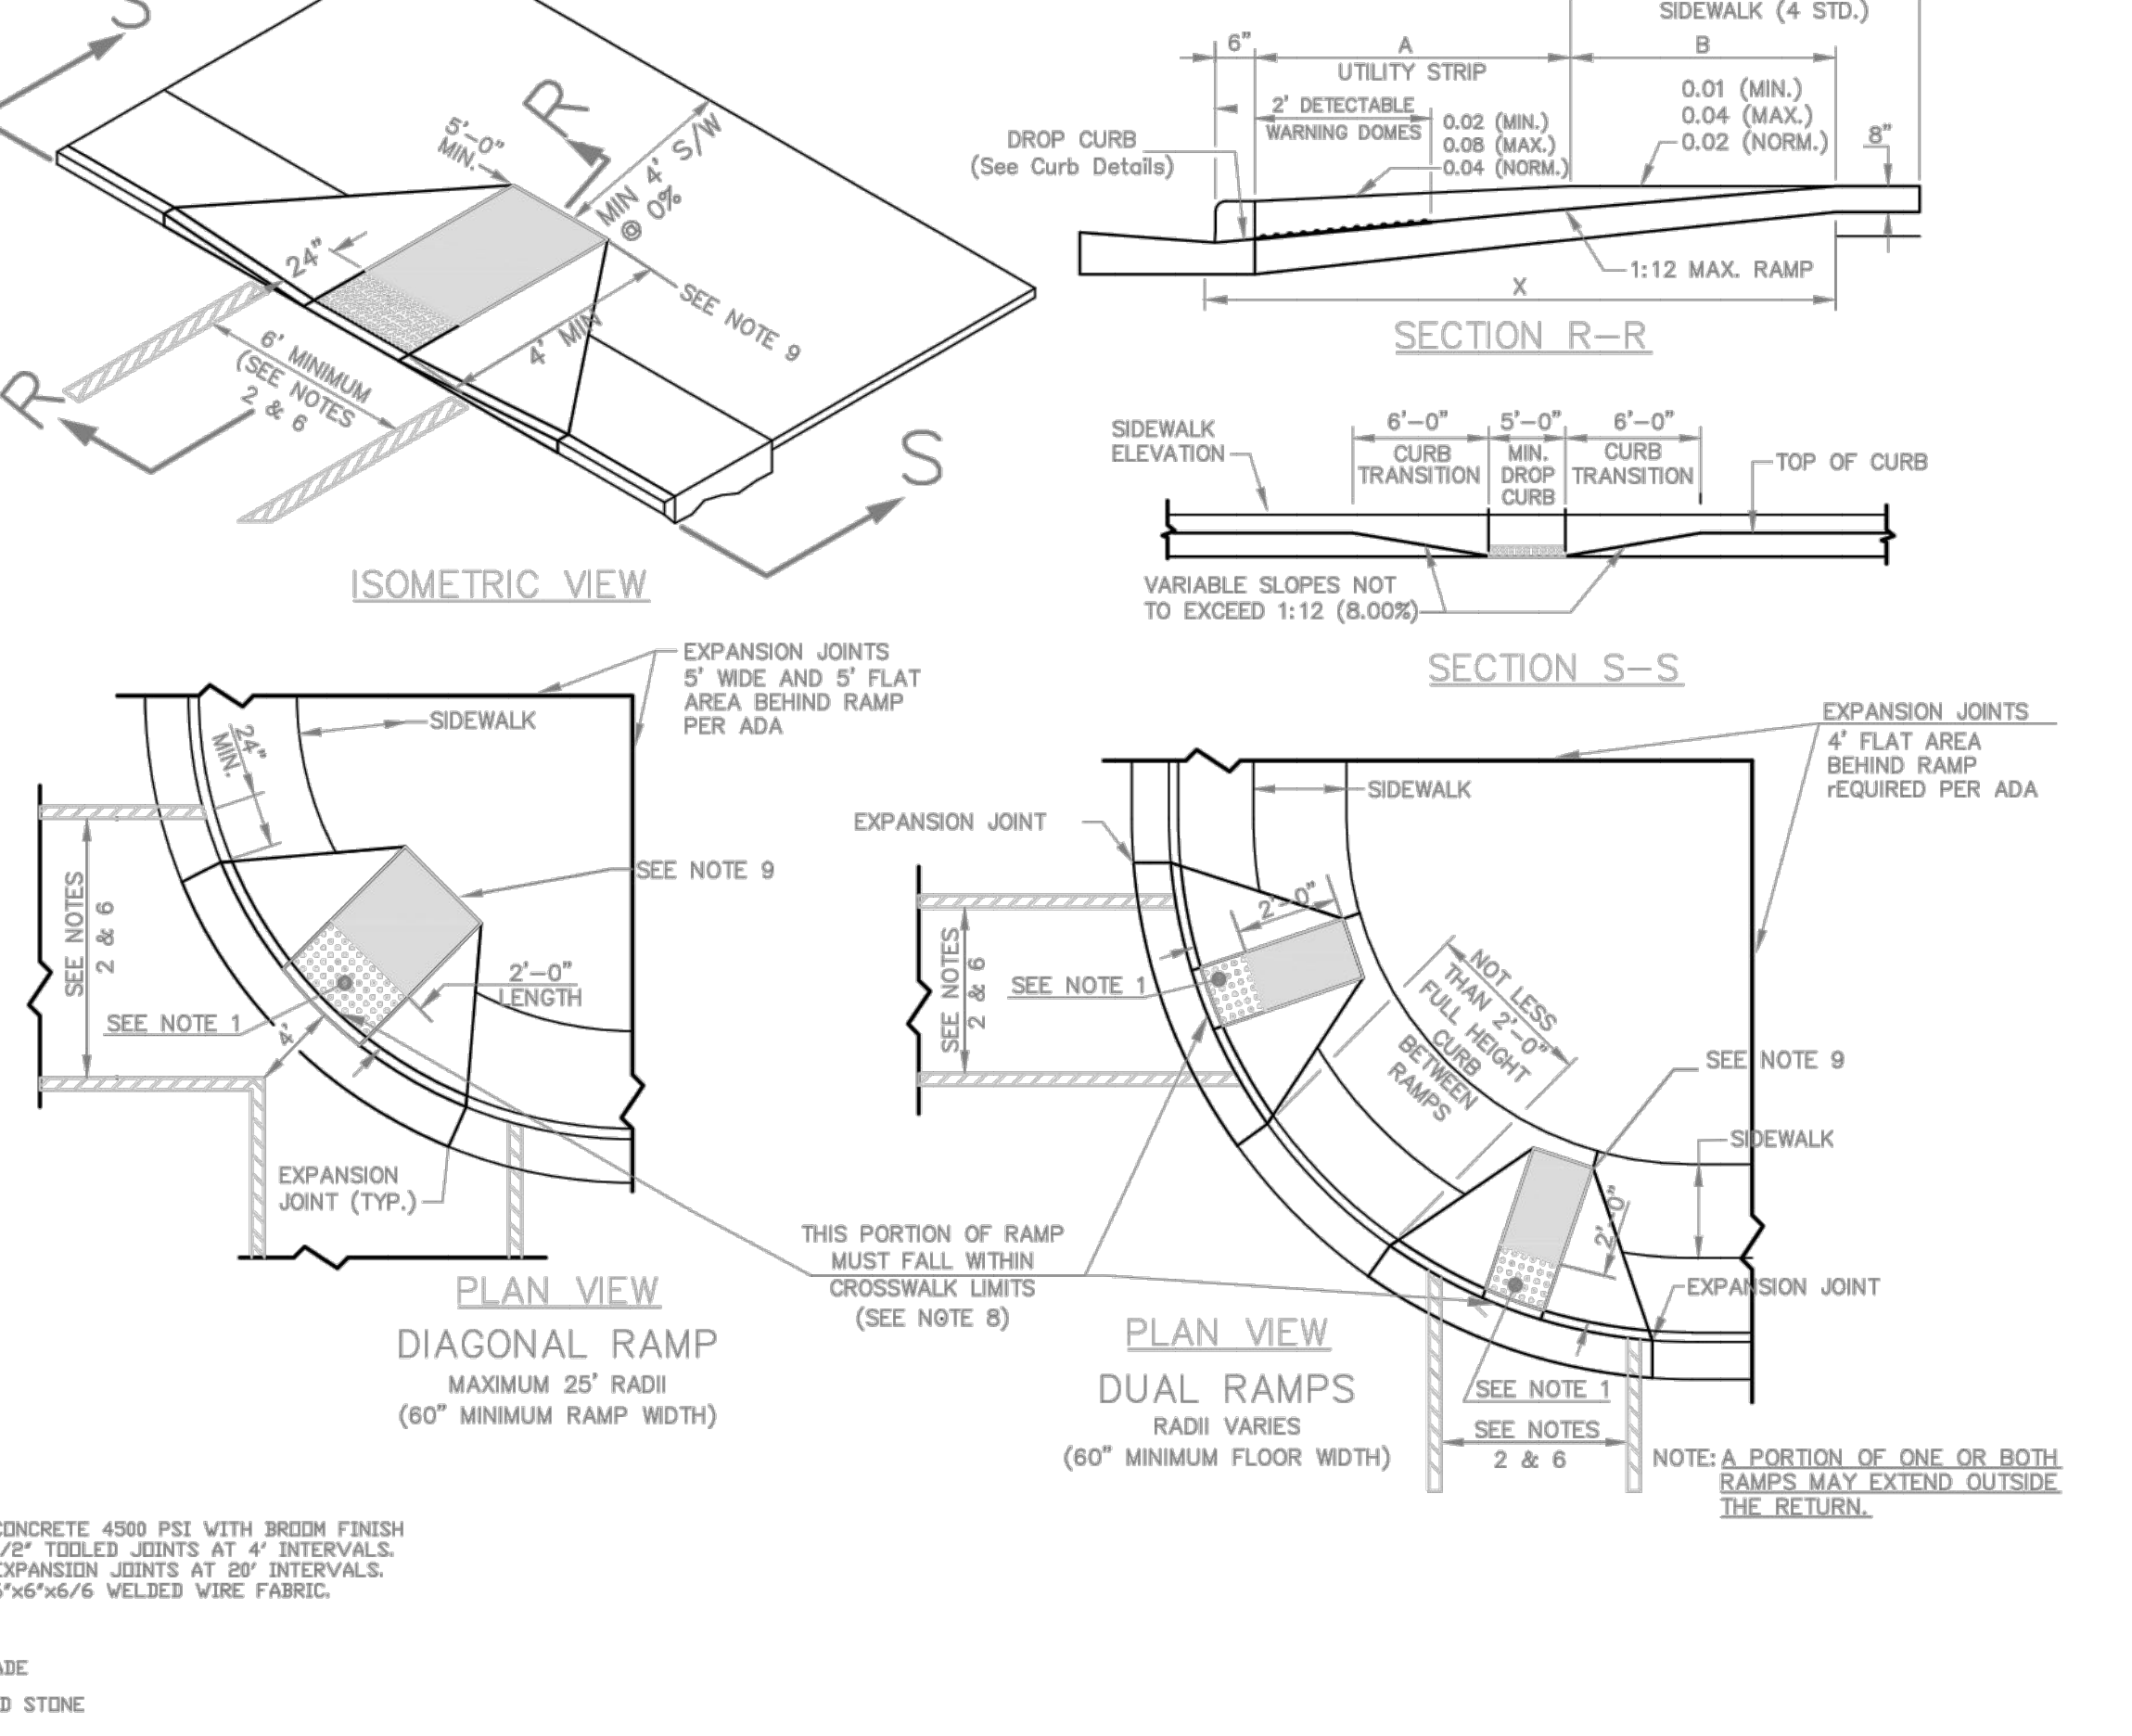 S
R
5'-0"
MIN.
MIN 4' S/W
@ 0%
24"
6' MINIMUM
(SEE NOTES
2 & 6
4' MIN
SEE NOTE 9
R
S
ISOMETRIC VIEW
SIDEWALK (4 STD.)
6"
A
B
UTILITY STRIP
2' DETECTABLE
WARNING DOMES
0.02 (MIN.)
0.08 (MAX.)
0.04 (NORM.)
0.01 (MIN.)
0.04 (MAX.)
0.02 (NORM.)
8"
DROP CURB
(See Curb Details)
1:12 MAX. RAMP
X
SECTION R-R
SIDEWALK
ELEVATION
6'-0"
CURB
TRANSITION
5'-0"
MIN.
DROP
CURB
6'-0"
CURB
TRANSITION
TOP OF CURB
VARIABLE SLOPES NOT
TO EXCEED 1:12 (8.00%)
SECTION S-S
EXPANSION JOINTS
5' WIDE AND 5' FLAT
AREA BEHIND RAMP
PER ADA
SIDEWALK
24"
MIN.
SEE NOTES
2 & 6
SEE NOTE 9
2'-0"
LENGTH
SEE NOTE 1
4'
EXPANSION
JOINT (TYP.)
PLAN VIEW
DIAGONAL RAMP
MAXIMUM 25' RADII
(60" MINIMUM RAMP WIDTH)
THIS PORTION OF RAMP
MUST FALL WITHIN
CROSSWALK LIMITS
(SEE NOTE 8)
EXPANSION JOINTS
4' FLAT AREA
BEHIND RAMP
rEQUIRED PER ADA
SIDEWALK
EXPANSION JOINT
2'-0"
SEE NOTES
2 & 6
SEE NOTE 1
NOT LESS
THAN 2'-0"
FULL HEIGHT
CURB
BETWEEN
RAMPS
SEE NOTE 9
SIDEWALK
2'-0"
EXPANSION JOINT
SEE NOTE 1
SEE NOTES
2 & 6
PLAN VIEW
DUAL RAMPS
RADII VARIES
(60" MINIMUM FLOOR WIDTH)
NOTE: A PORTION OF ONE OR BOTH
RAMPS MAY EXTEND OUTSIDE
THE RETURN.
CONCRETE 4500 PSI WITH BROOM FINISH
/2" TOOLED JOINTS AT 4' INTERVALS.
EXPANSION JOINTS AT 20' INTERVALS.
6"x6"x6/6 WELDED WIRE FABRIC.
ADE
D STONE